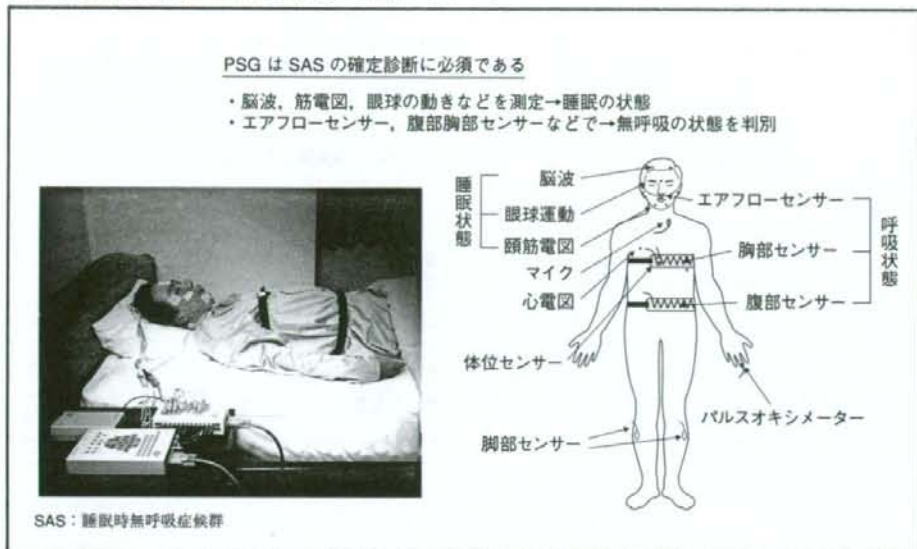 PSG は SAS の確定診断に必須である
・脳波，筋電図，眼球の動きなどを測定→睡眠の状態
・エアフローセンサー，腹部胸部センサーなどで→無呼吸の状態を判別
睡眠状態
脳波
眼球運動
頤筋電図
マイク
心電図
体位センサー
脚部センサー
エアフローセンサー
胸部センサー
腹部センサー
呼吸状態
パルスオキシメーター
SAS：睡眠時無呼吸症候群